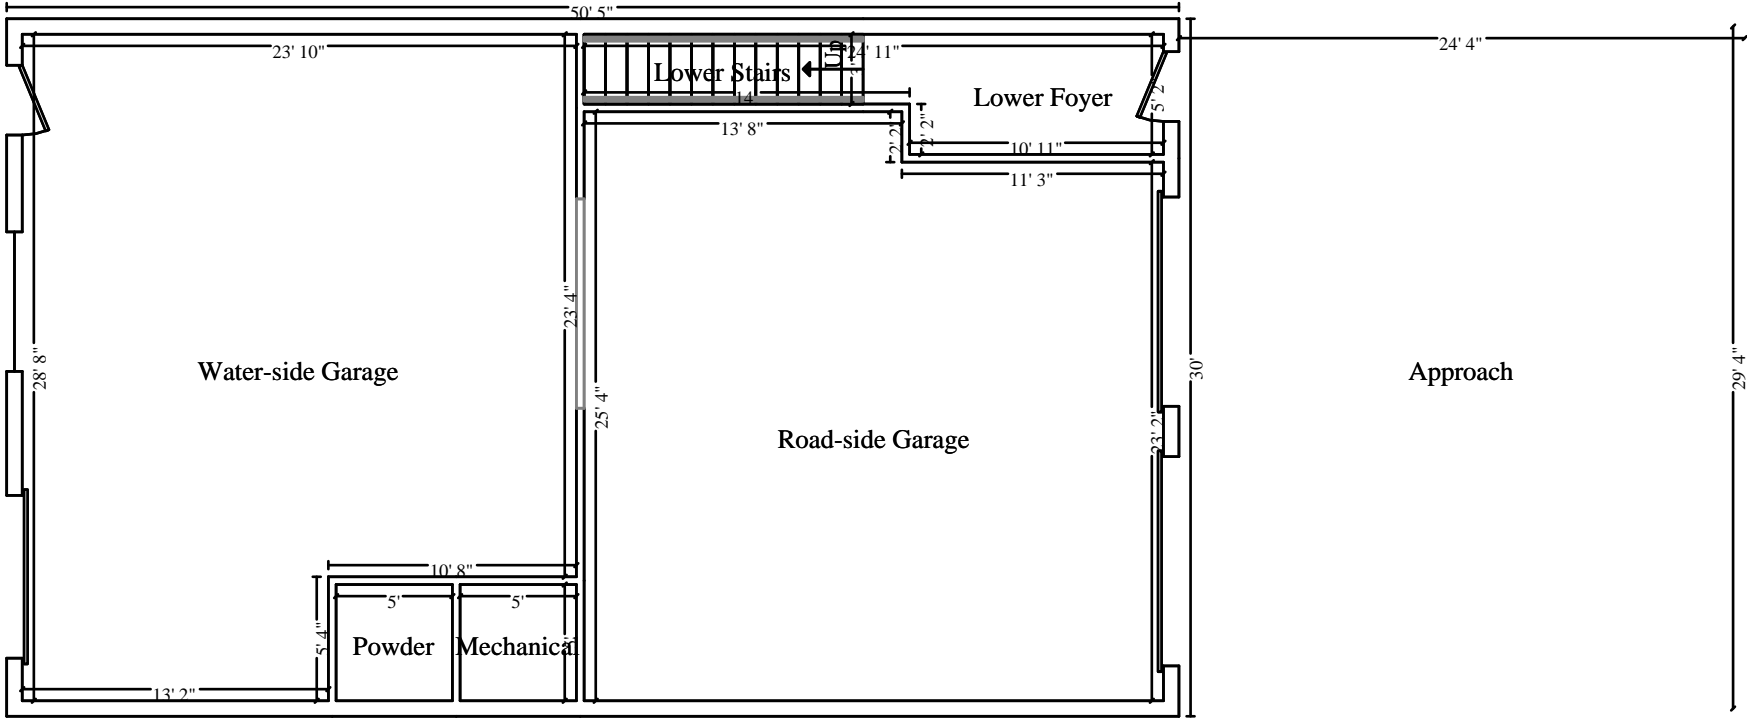 50' 5"
23' 10"
24' 11"
24' 4"
Up
Lower Stairs
Lower Foyer
5' 2"
14'
13' 8"
2' 2"
2' 2"
10' 11"
11' 3"
28' 8"
23' 4"
25' 4"
30'
29' 4"
Water-side Garage
Approach
Road-side Garage
23' 2"
10' 8"
5'
5'
5' 4"
Powder
Mechanical
13' 2"